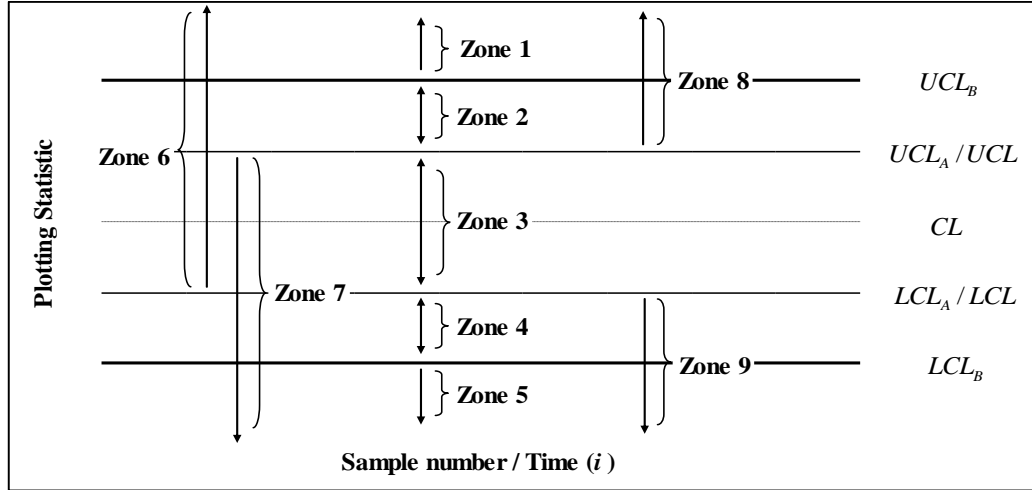 Zone 1
Zone 8
UCL_B
Zone 2
Zone 6
UCL_A / UCL
Plotting Statistic
Zone 3
CL
Zone 7
LCL_A / LCL
Zone 4
Zone 9
LCL_B
Zone 5
Sample number / Time (i )